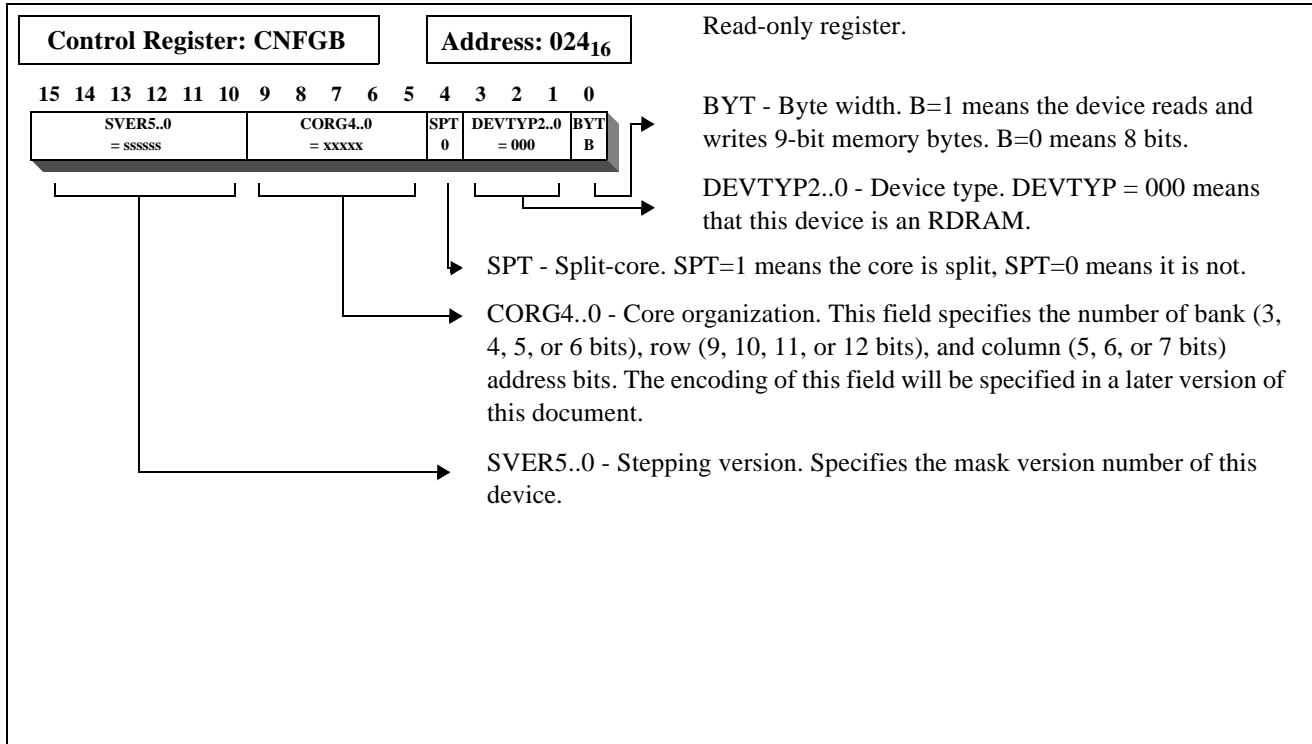 Control Register: CNFGB
Address: 024₁₆
Read-only register.
15 14 13 12 11 10 9 8 7 6 5 4 3 2 1 0
SVER5..0 CORG4..0 SPT DEVTYP2..0 BYT
= ssssss = xxxxx 0 = 000 B
BYT - Byte width. B=1 means the device reads and
writes 9-bit memory bytes. B=0 means 8 bits.
DEVTYP2..0 - Device type. DEVTYP = 000 means
that this device is an RDRAM.
SPT - Split-core. SPT=1 means the core is split, SPT=0 means it is not.
CORG4..0 - Core organization. This field specifies the number of bank (3,
4, 5, or 6 bits), row (9, 10, 11, or 12 bits), and column (5, 6, or 7 bits)
address bits. The encoding of this field will be specified in a later version of
this document.
SVER5..0 - Stepping version. Specifies the mask version number of this
device.